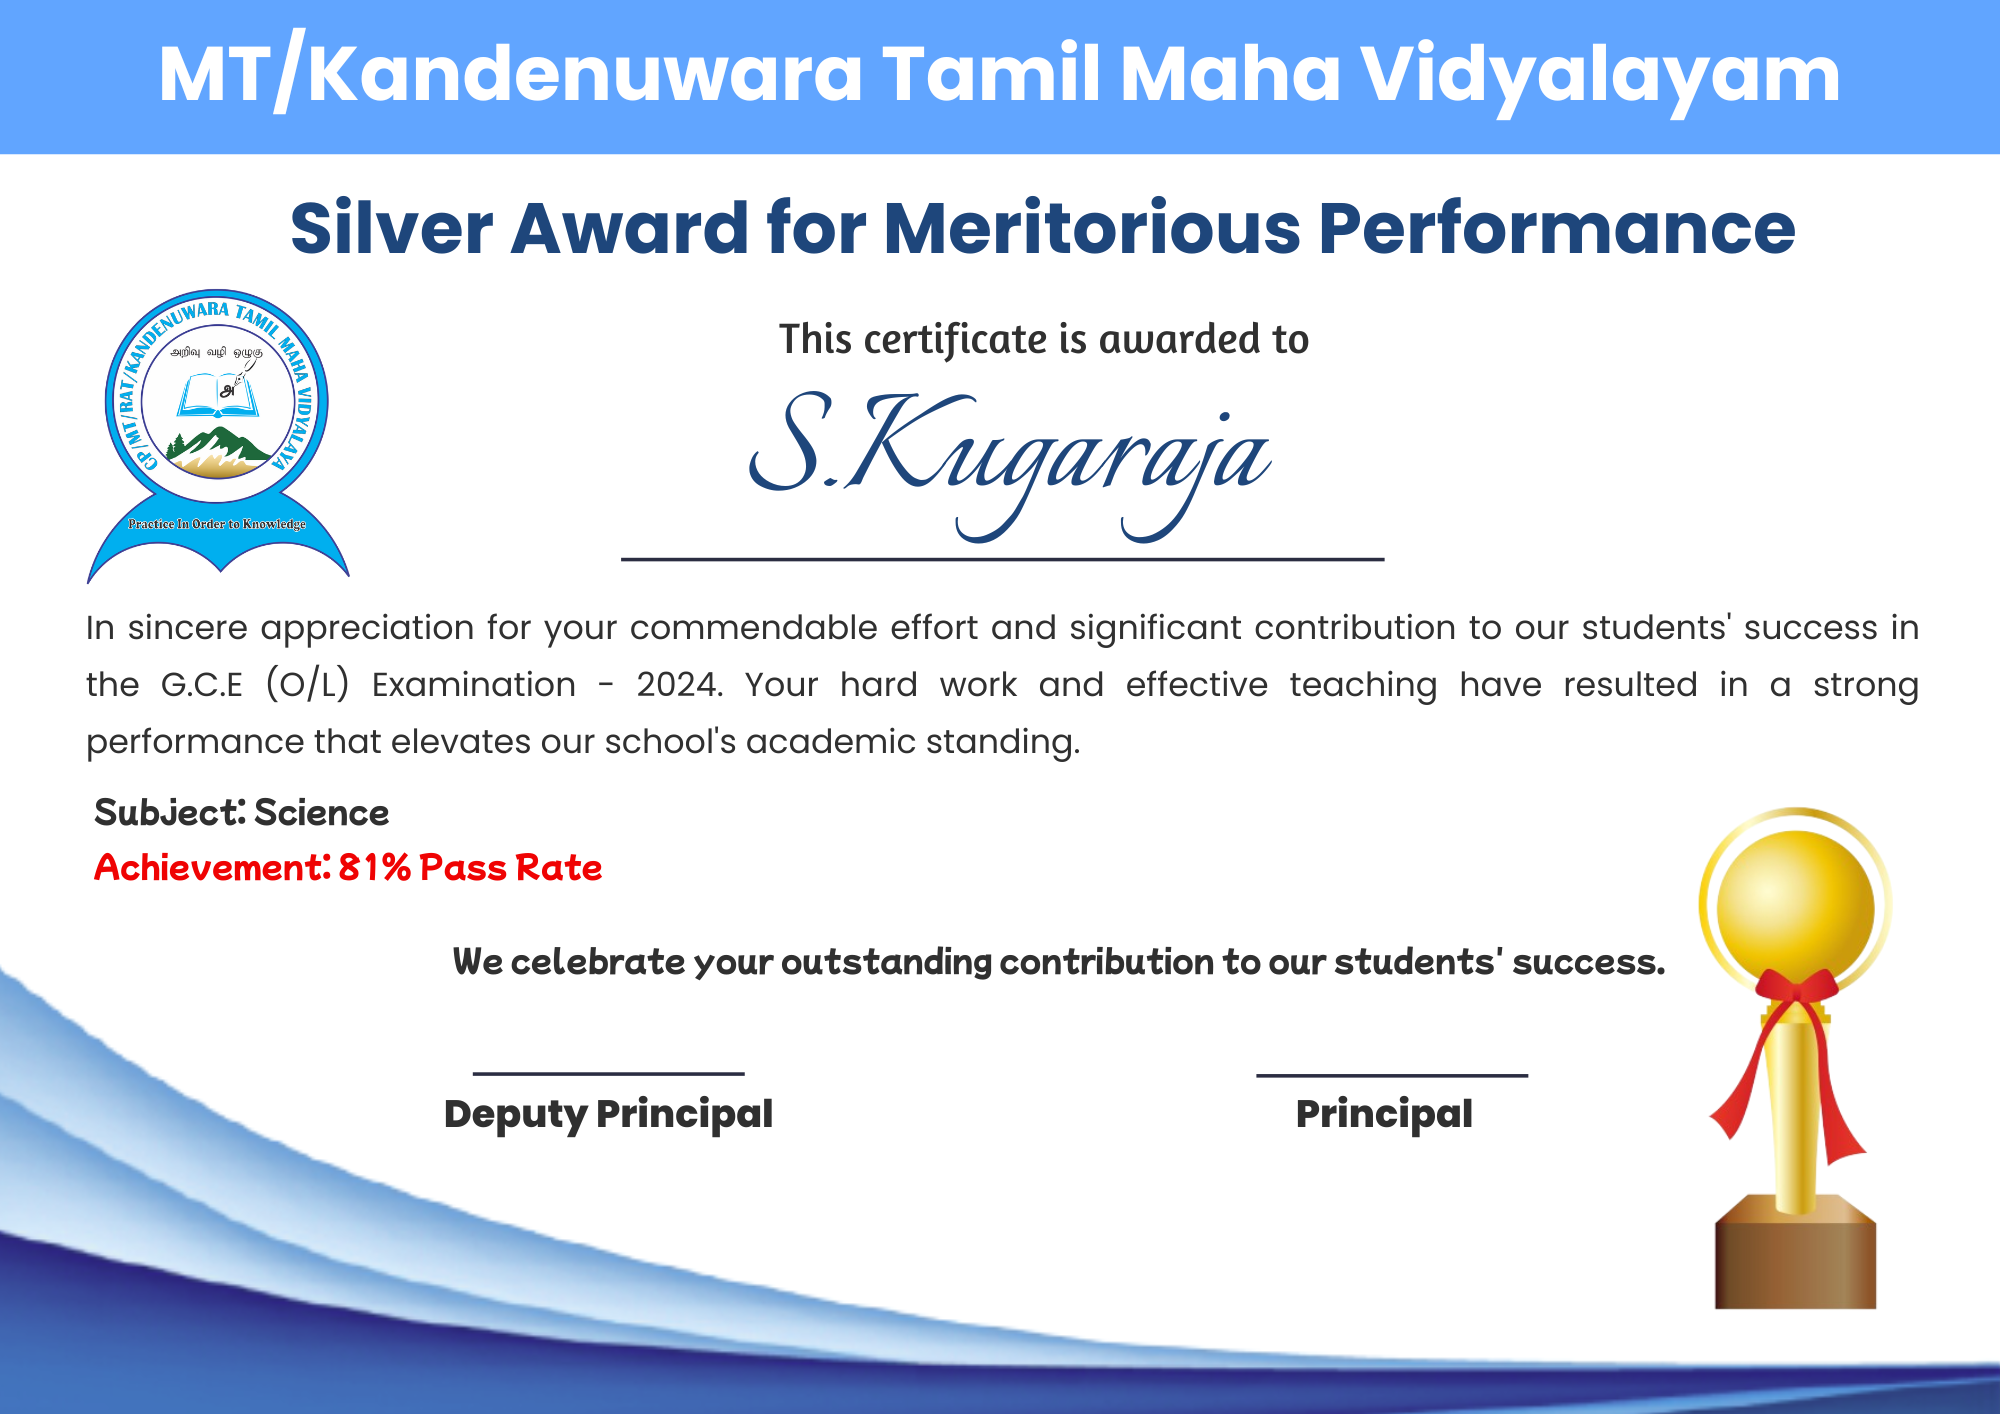 MT/Kandenuwara Tamil Maha Vidyalayam
Silver Award for Meritorious Performance
CP/MT/RAT/KANDENUWARA TAMIL MAHA VIDYALAYA
அறிவு வழி ஒழுகு
அ
Practice In Order to Knowledge
This certificate is awarded to
S.Kugaraja
In sincere appreciation for your commendable effort and significant contribution to our students' success in
the G.C.E (O/L) Examination - 2024. Your hard work and effective teaching have resulted in a strong
performance that elevates our school's academic standing.
Subject: Science
Achievement: 81% Pass Rate
We celebrate your outstanding contribution to our students' success.
Deputy Principal
Principal